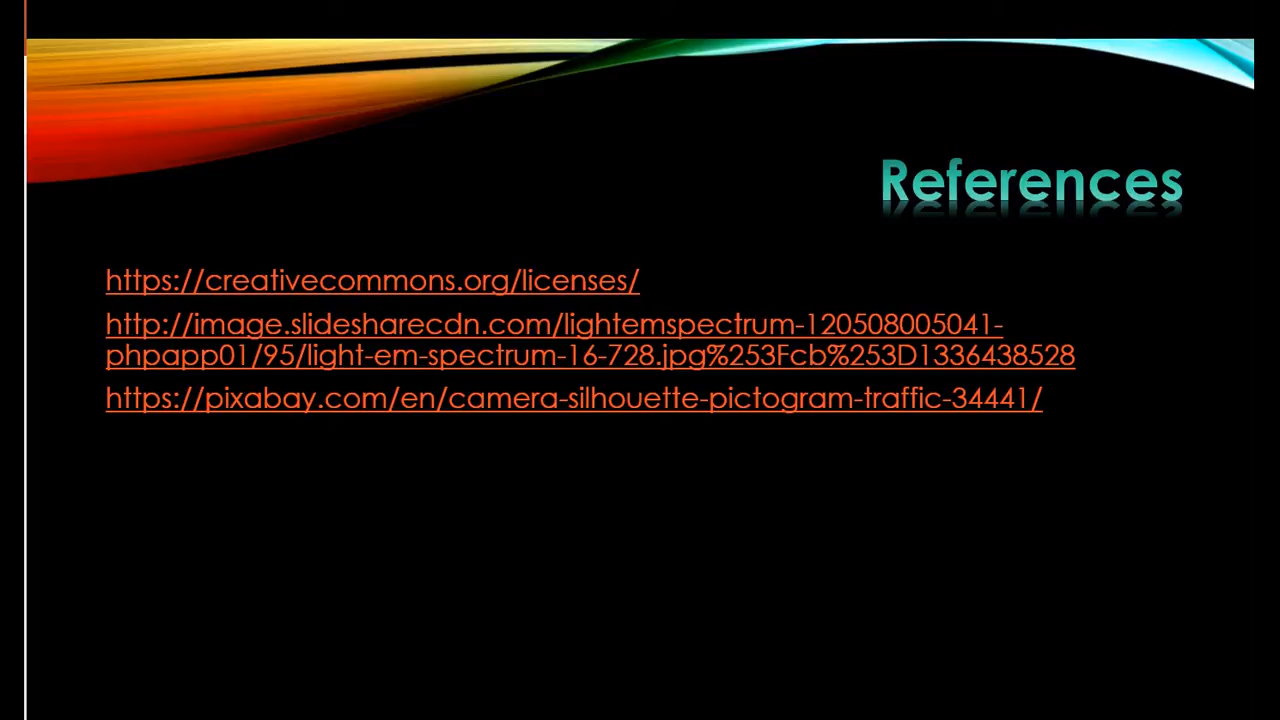 References
https://creativecommons.org/licenses/
http://image.slidesharecdn.com/lightemspectrum-120508005041-
phpapp01/95/light-em-spectrum-16-728.jpg%253Fcb%253D1336438528
https://pixabay.com/en/camera-silhouette-pictogram-traffic-34441/